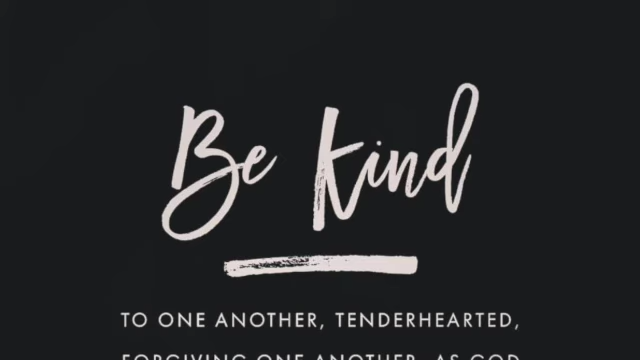 Be Kind
TO ONE ANOTHER, TENDERHEARTED,
FORGIVING ONE ANOTHER, AS GOD